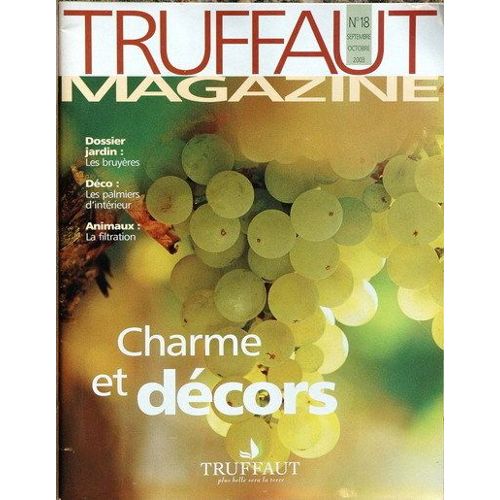 TRUFFAUT
N°18
SEPTEMBRE
OCTOBRE
2003
MAGAZINE
Dossier
jardin :
Les bruyères
Déco :
Les palmiers
d'intérieur
Animaux :
La filtration
Charme
et décors
TRUFFAUT
plus belle sera la terre